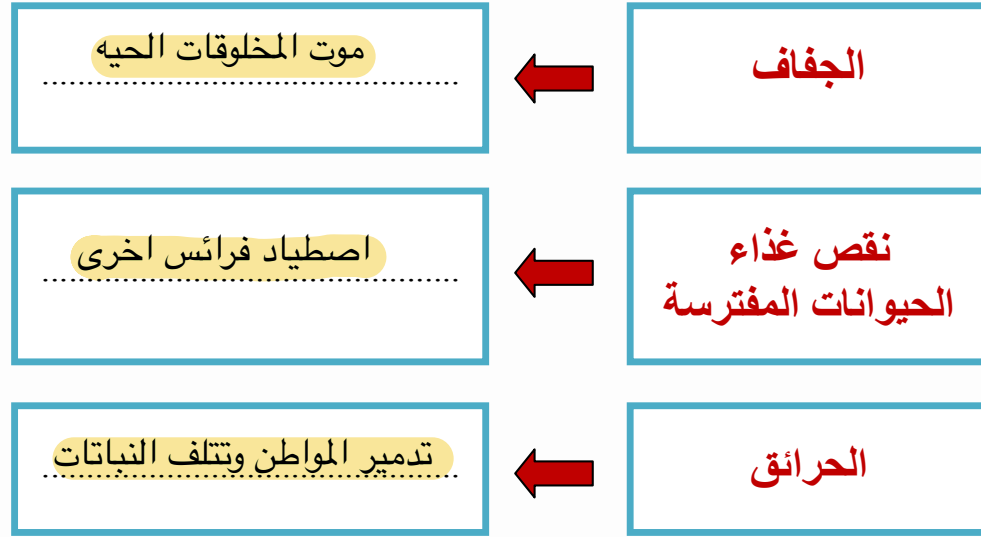 الجفاف
موت المخلوقات الحيه
نقص غذاء
الحيوانات المفترسة
اصطياد فرائس اخرى
الحرائق
تدمير المواطن وتتلف النباتات